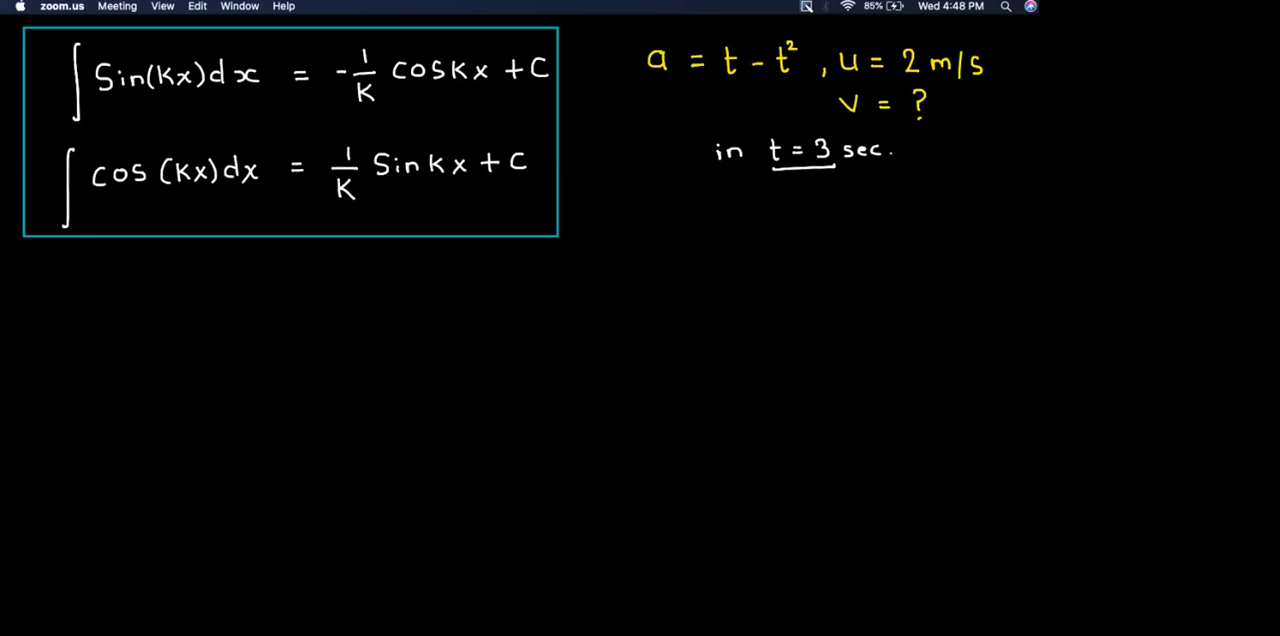 zoom.us Meeting View Edit Window Help 85% Wed 4:48 PM
∫ Sin(Kx)dx = -1/K cosKx + C
∫ cos (Kx)dx = 1/K Sinkx + C
a = t - t², u = 2 m/s
v = ?
in t = 3 sec.